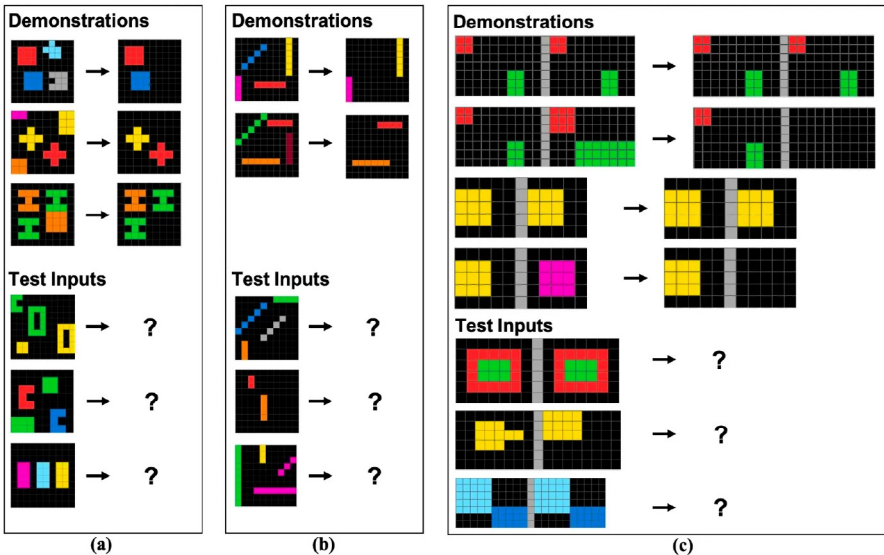 Demonstrations
Test Inputs
?
?
?
(a)
Demonstrations
Test Inputs
?
?
?
(b)
Demonstrations
Test Inputs
?
?
?
(c)